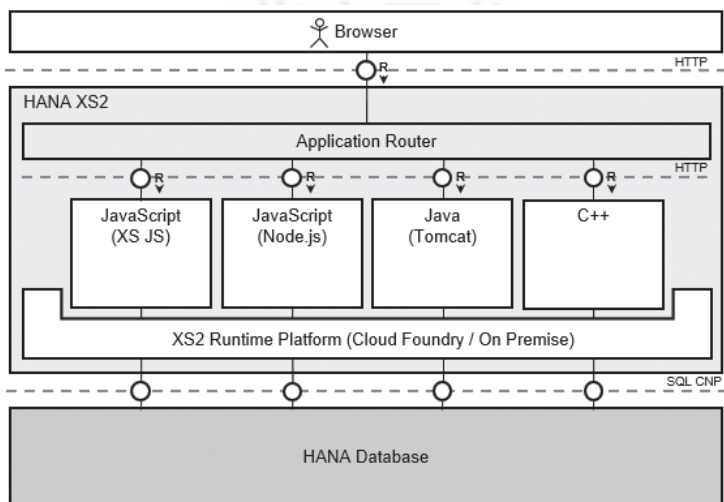 Browser
R
HTTP
HANA XS2
Application Router
HTTP
R
R
R
R
JavaScript
(XS JS)
JavaScript
(Node.js)
Java
(Tomcat)
C++
XS2 Runtime Platform (Cloud Foundry / On Premise)
SQL CNP
HANA Database